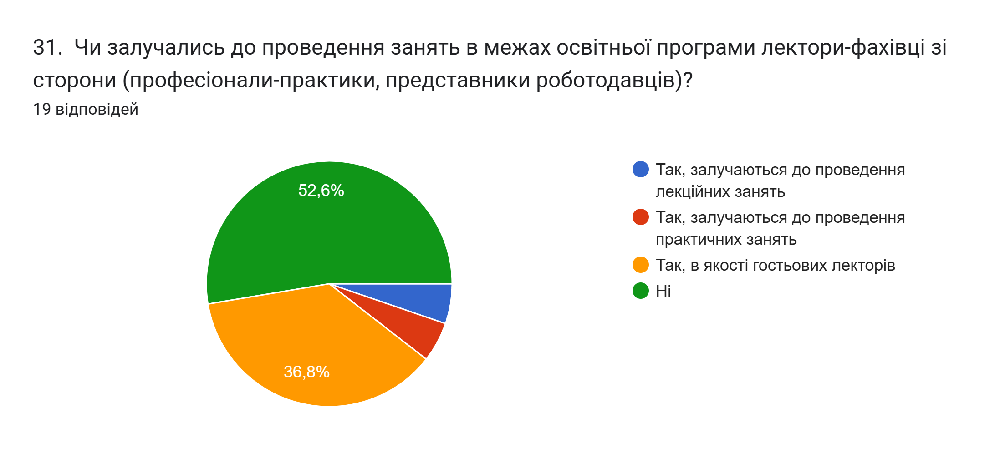 31. Чи залучались до проведення занять в межах освітньої програми лектори-фахівці зі
сторони (професіонали-практики, представники роботодавців)?
19 відповідей
52,6%
36,8%
Так, залучаються до проведення
лекційних занять
Так, залучаються до проведення
практичних занять
Так, в якості гостьових лекторів
Ні